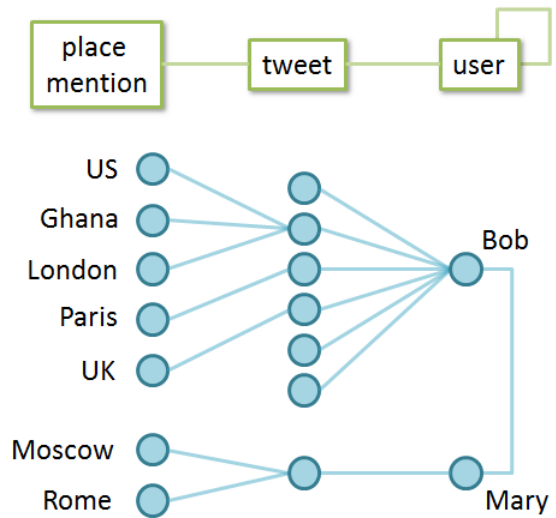 place
mention
tweet
user
US
Ghana
London
Bob
Paris
UK
Moscow
Rome
Mary